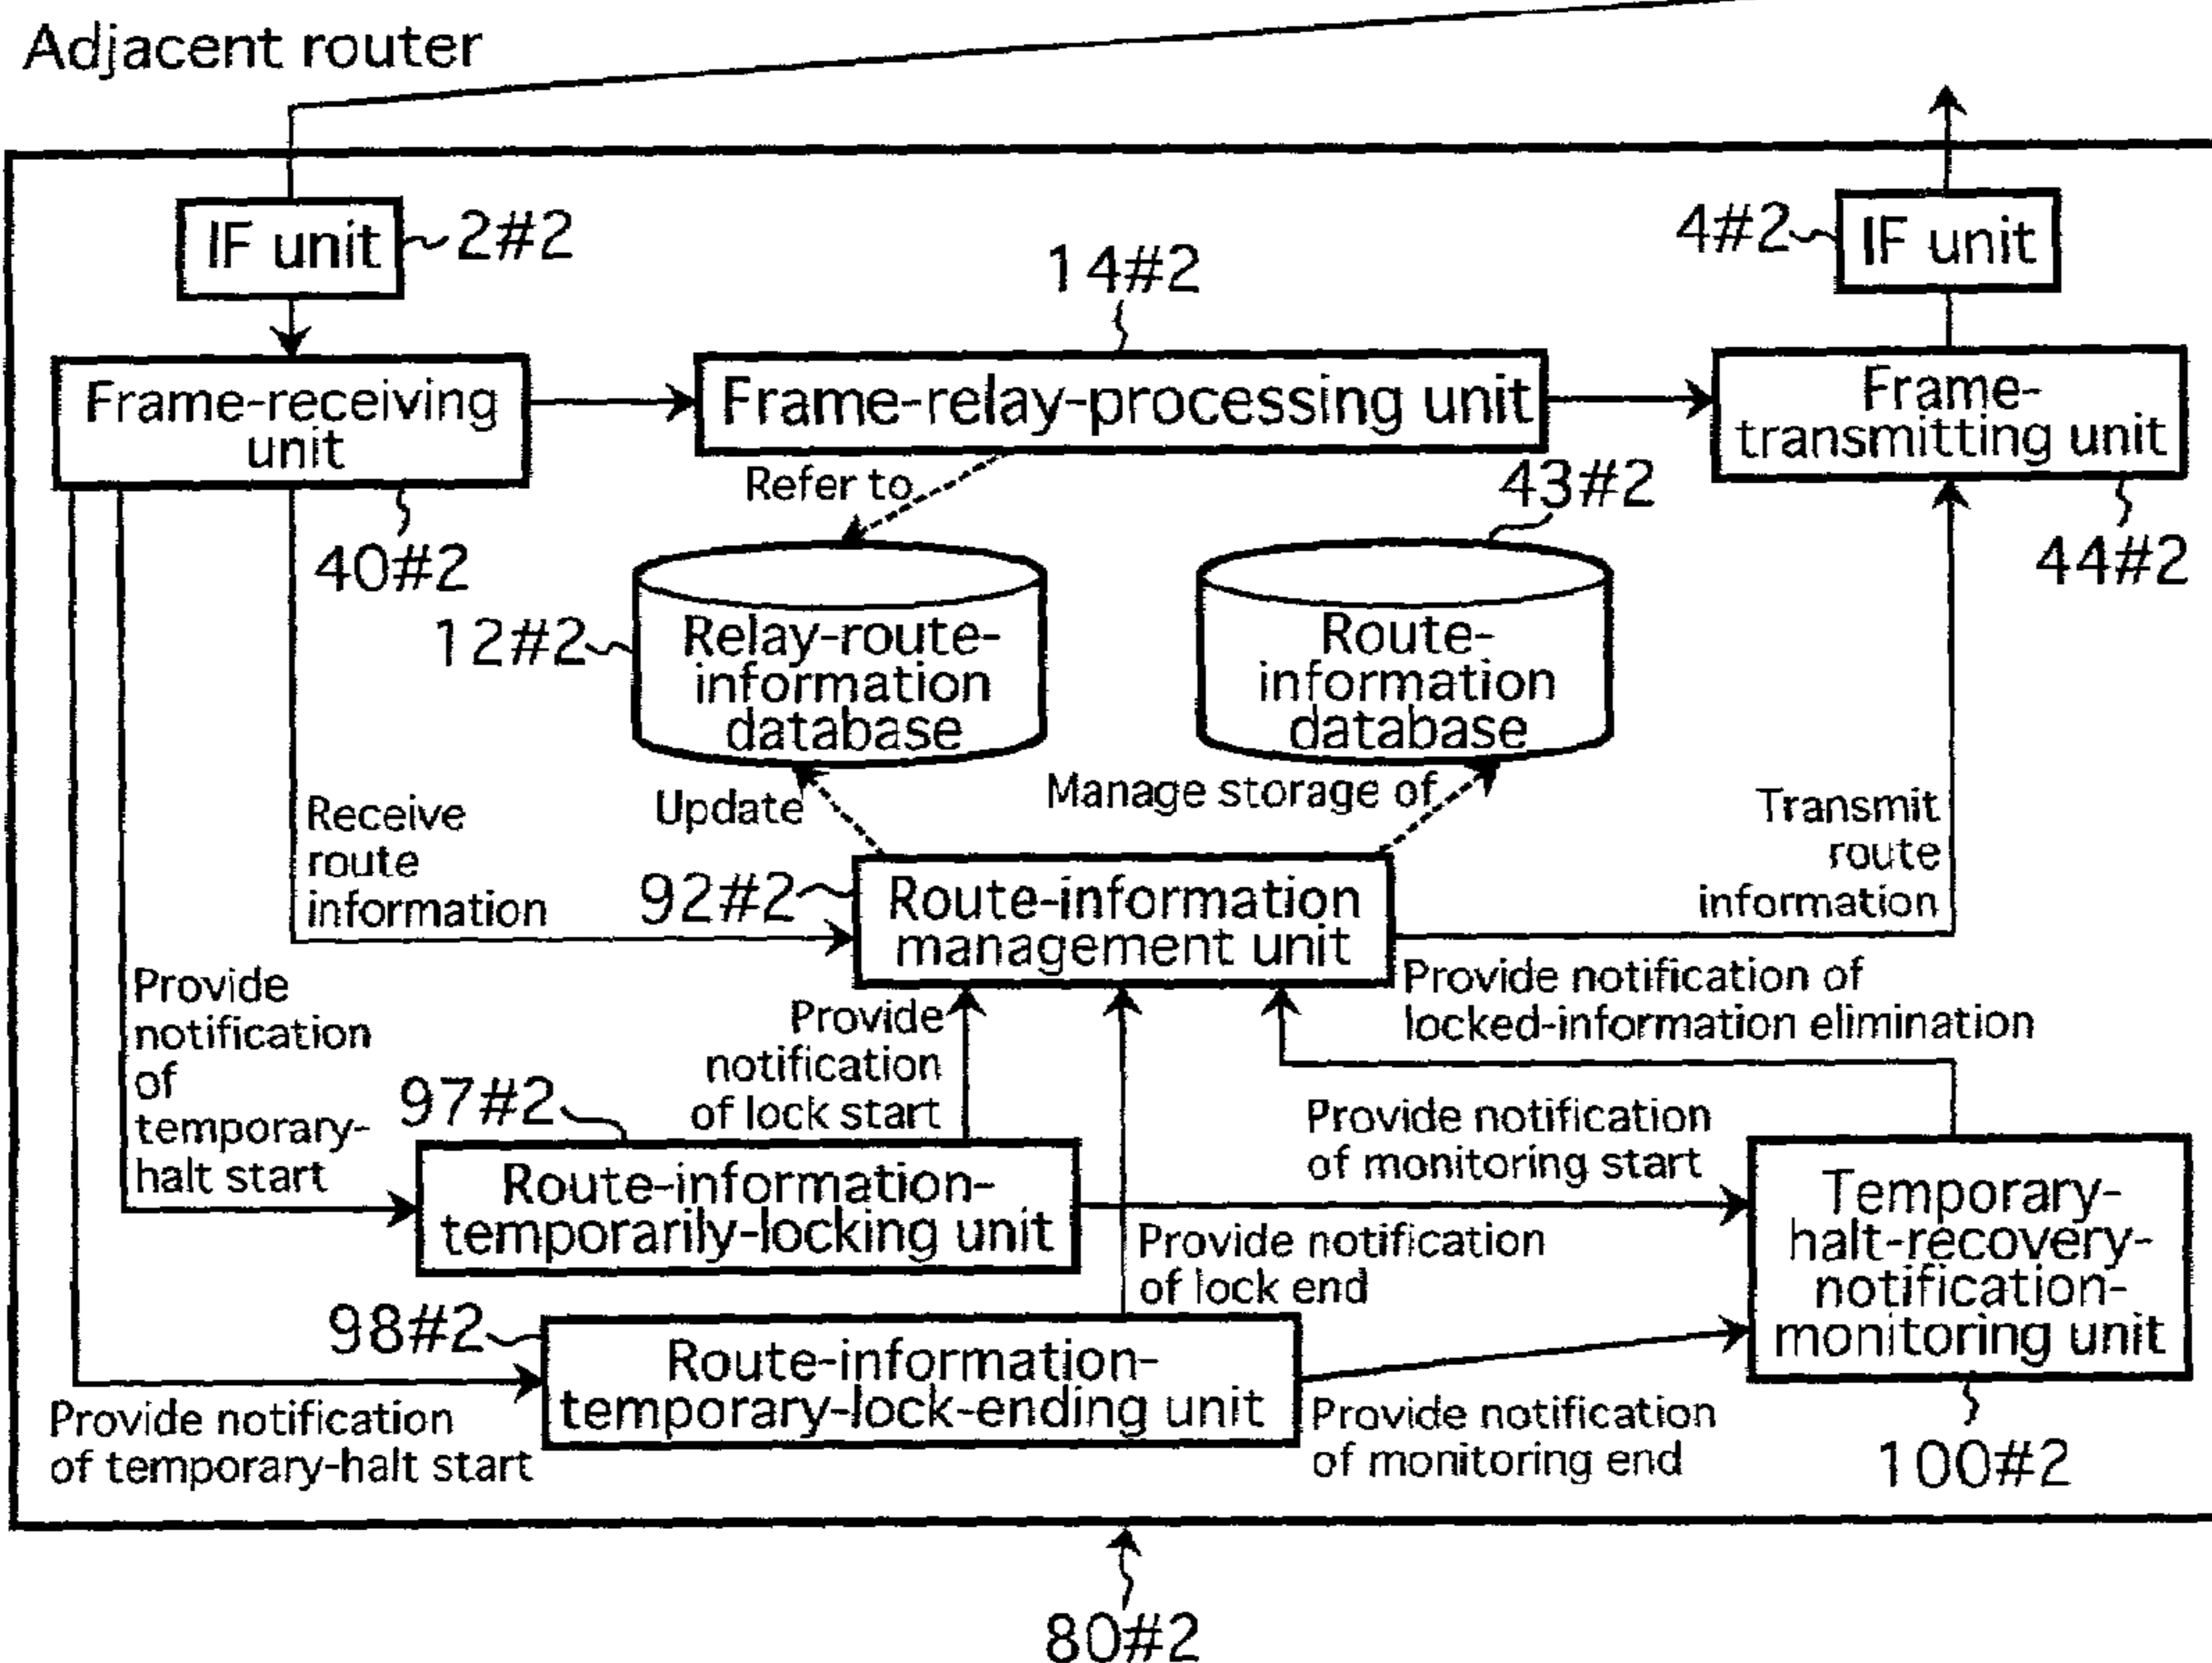 Adjacent router
IF unit
2#2
4#2
IF unit
14#2
Frame-receiving
unit
40#2
Frame-relay-processing unit
Frame-
transmitting unit
44#2
Refer to
43#2
12#2
Relay-route-
information
database
Route-
information
database
Update
Manage storage of
Receive
route
information
Transmit
route
information
92#2
Route-information
management unit
Provide
notification
of
temporary-
halt start
Provide
notification
of lock start
Provide notification of
locked-information elimination
97#2
Route-information-
temporarily-locking unit
Provide notification
of monitoring start
Provide notification
of lock end
Temporary-
halt-recovery-
notification-
monitoring unit
100#2
98#2
Route-information-
temporary-lock-ending unit
Provide notification
of temporary-halt start
Provide notification
of monitoring end
80#2